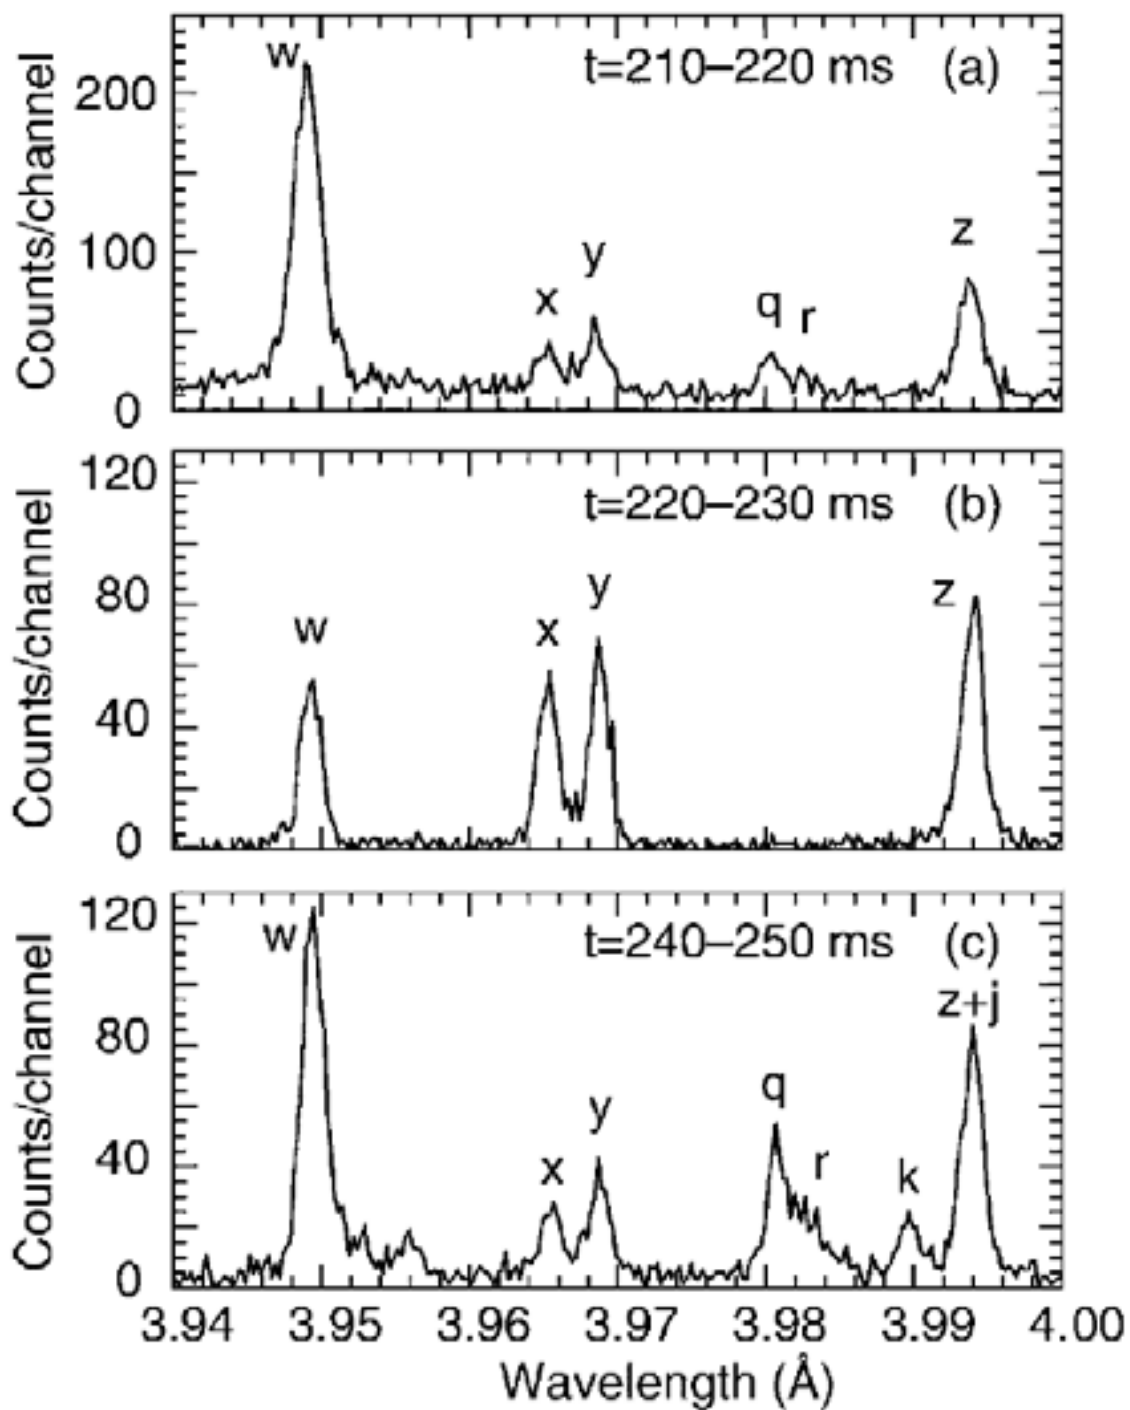 t=210–220 ms (a)
w
x
y
q
r
z
Counts/channel
200
100
0
t=220–230 ms (b)
w
x
y
z
Counts/channel
120
80
40
0
t=240–250 ms (c)
w
x
y
q
r
k
z+j
Counts/channel
120
80
40
0
3.94 3.95 3.96 3.97 3.98 3.99 4.00
Wavelength (Å)